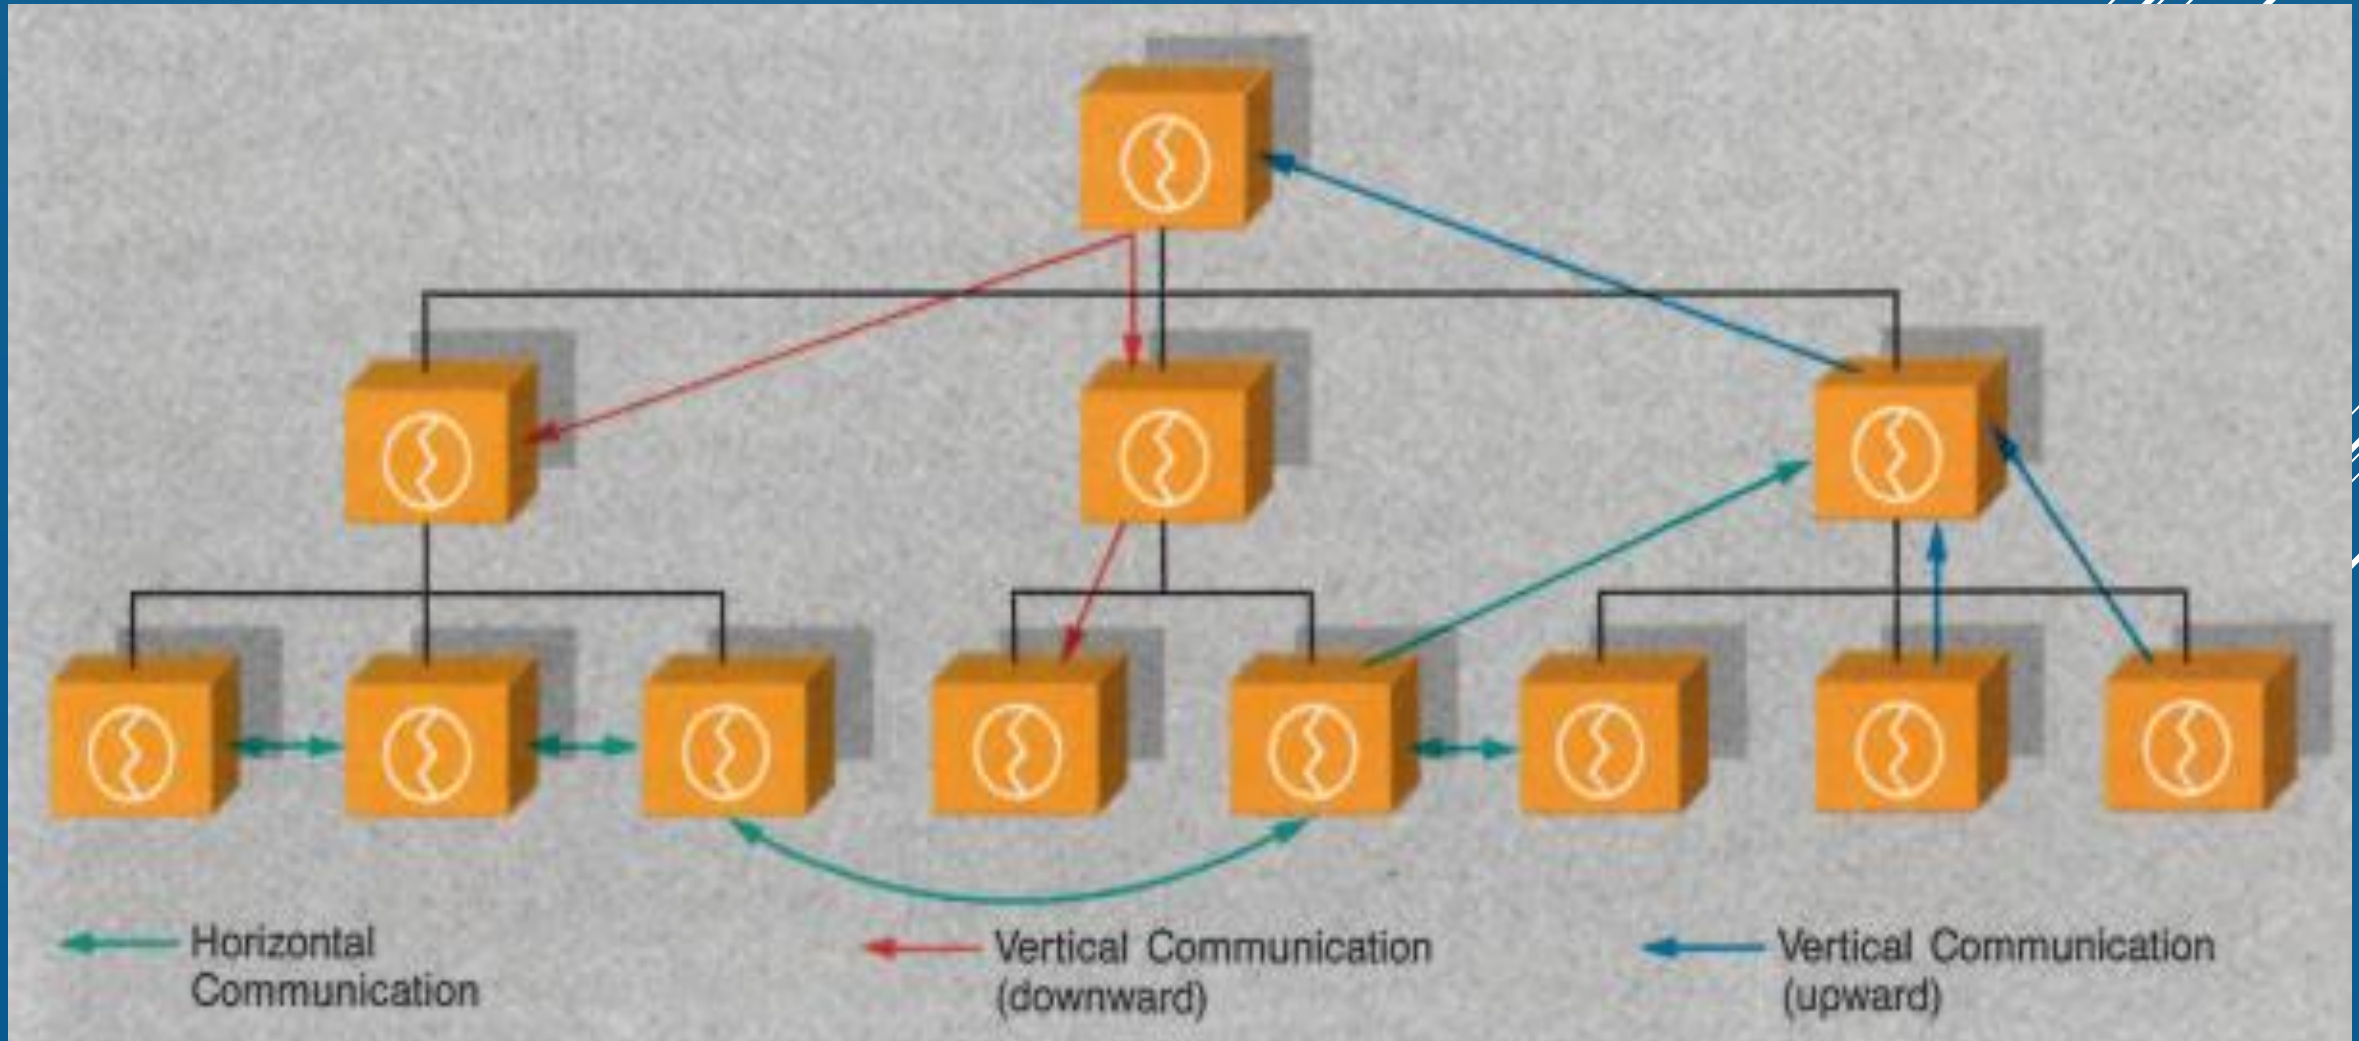 Horizontal
Communication
Vertical Communication
(downward)
Vertical Communication
(upward)